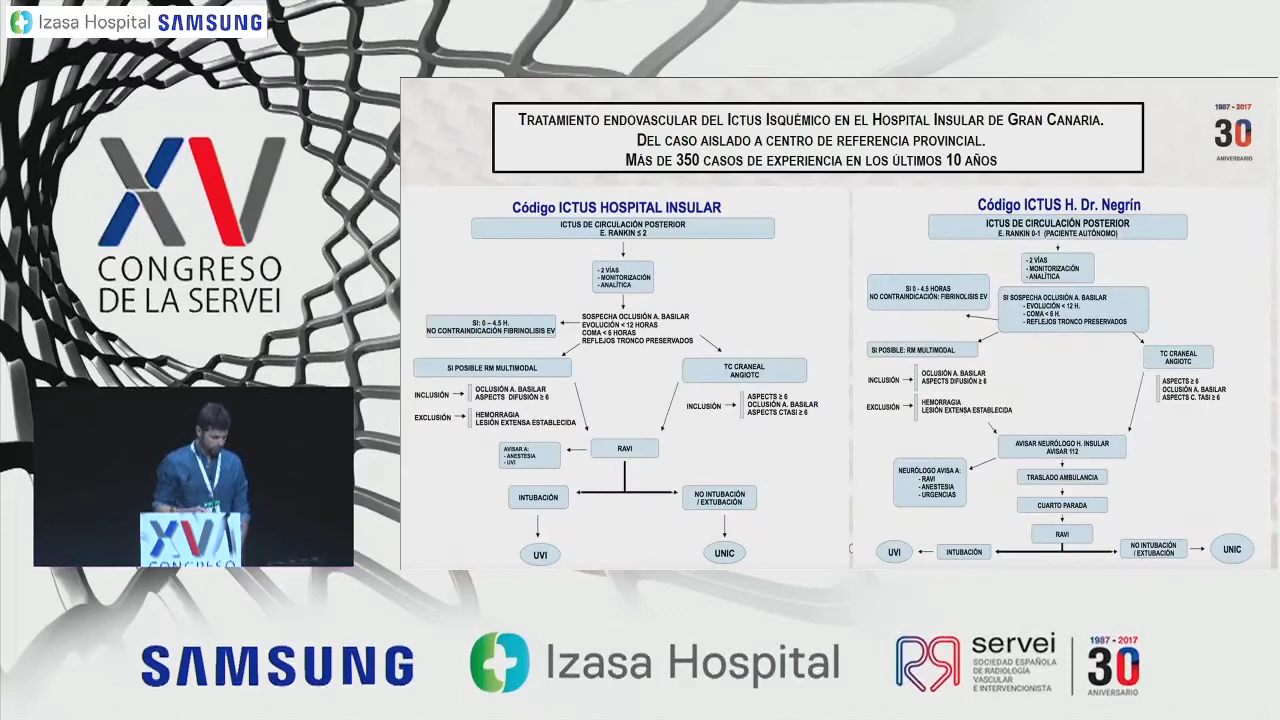 Izasa Hospital SAMSUNG
XV
CONGRESO
DE LA SERVEI
TRATAMIENTO ENDOVASCULAR DEL ICTUS ISQUÉMICO EN EL HOSPITAL INSULAR DE GRAN CANARIA.
DEL CASO AISLADO A CENTRO DE REFERENCIA PROVINCIAL.
MÁS DE 350 CASOS DE EXPERIENCIA EN LOS ÚLTIMOS 10 AÑOS
1987 - 2017
30
ANIVERSARIO
Código ICTUS HOSPITAL INSULAR
ICTUS DE CIRCULACIÓN POSTERIOR
E. RANKIN ≤ 2
- 2 VÍAS
- MONITORIZACIÓN
- ANALÍTICA
SI: 0 – 4.5 H.
NO CONTRAINDICACIÓN FIBRINOLISIS EV
SOSPECHA OCLUSIÓN A. BASILAR
EVOLUCIÓN < 12 HORAS
COMA < 6 HORAS
REFLEJOS TRONCO PRESERVADOS
SI POSIBLE RM MULTIMODAL
TC CRANEAL
ANGIOTC
INCLUSIÓN
OCLUSIÓN A. BASILAR
ASPECTS DIFUSIÓN ≥ 6
EXCLUSIÓN
HEMORRAGIA
LESIÓN EXTENSA ESTABLECIDA
INCLUSIÓN
ASPECTS ≥ 6
OCLUSIÓN A. BASILAR
ASPECTS CTASI ≥ 6
AVISAR A:
- ANESTESIA
- UVI
RAVI
INTUBACIÓN
NO INTUBACIÓN
/ EXTUBACIÓN
UVI
UNIC
Código ICTUS H. Dr. Negrín
ICTUS DE CIRCULACIÓN POSTERIOR
E. RANKIN 0-1 (PACIENTE AUTÓNOMO)
- 2 VÍAS
- MONITORIZACIÓN
- ANALÍTICA
SI 0 - 4.5 HORAS
NO CONTRAINDICACIÓN: FIBRINOLISIS EV
SI SOSPECHA OCLUSIÓN A. BASILAR
- EVOLUCIÓN < 12 H.
- COMA < 6 H.
- REFLEJOS TRONCO PRESERVADOS
SI POSIBLE: RM MULTIMODAL
TC CRANEAL
ANGIOTC
INCLUSIÓN
OCLUSIÓN A. BASILAR
ASPECTS DIFUSIÓN ≥ 6
EXCLUSIÓN
HEMORRAGIA
LESIÓN EXTENSA ESTABLECIDA
ASPECTS ≥ 6
OCLUSIÓN A. BASILAR
ASPECTS C. TASI ≥ 6
AVISAR NEURÓLOGO H. INSULAR
AVISAR 112
NEURÓLOGO AVISA A:
- RAVI
- ANESTESIA
- URGENCIAS
TRASLADO AMBULANCIA
CUARTO PARADA
RAVI
UVI
INTUBACIÓN
NO INTUBACIÓN
/ EXTUBACIÓN
UNIC
XV
CONGRESO
SAMSUNG
Izasa Hospital
servei
SOCIEDAD ESPAÑOLA
DE RADIOLOGÍA
VASCULAR
E INTERVENCIONISTA
1987 - 2017
30
ANIVERSARIO